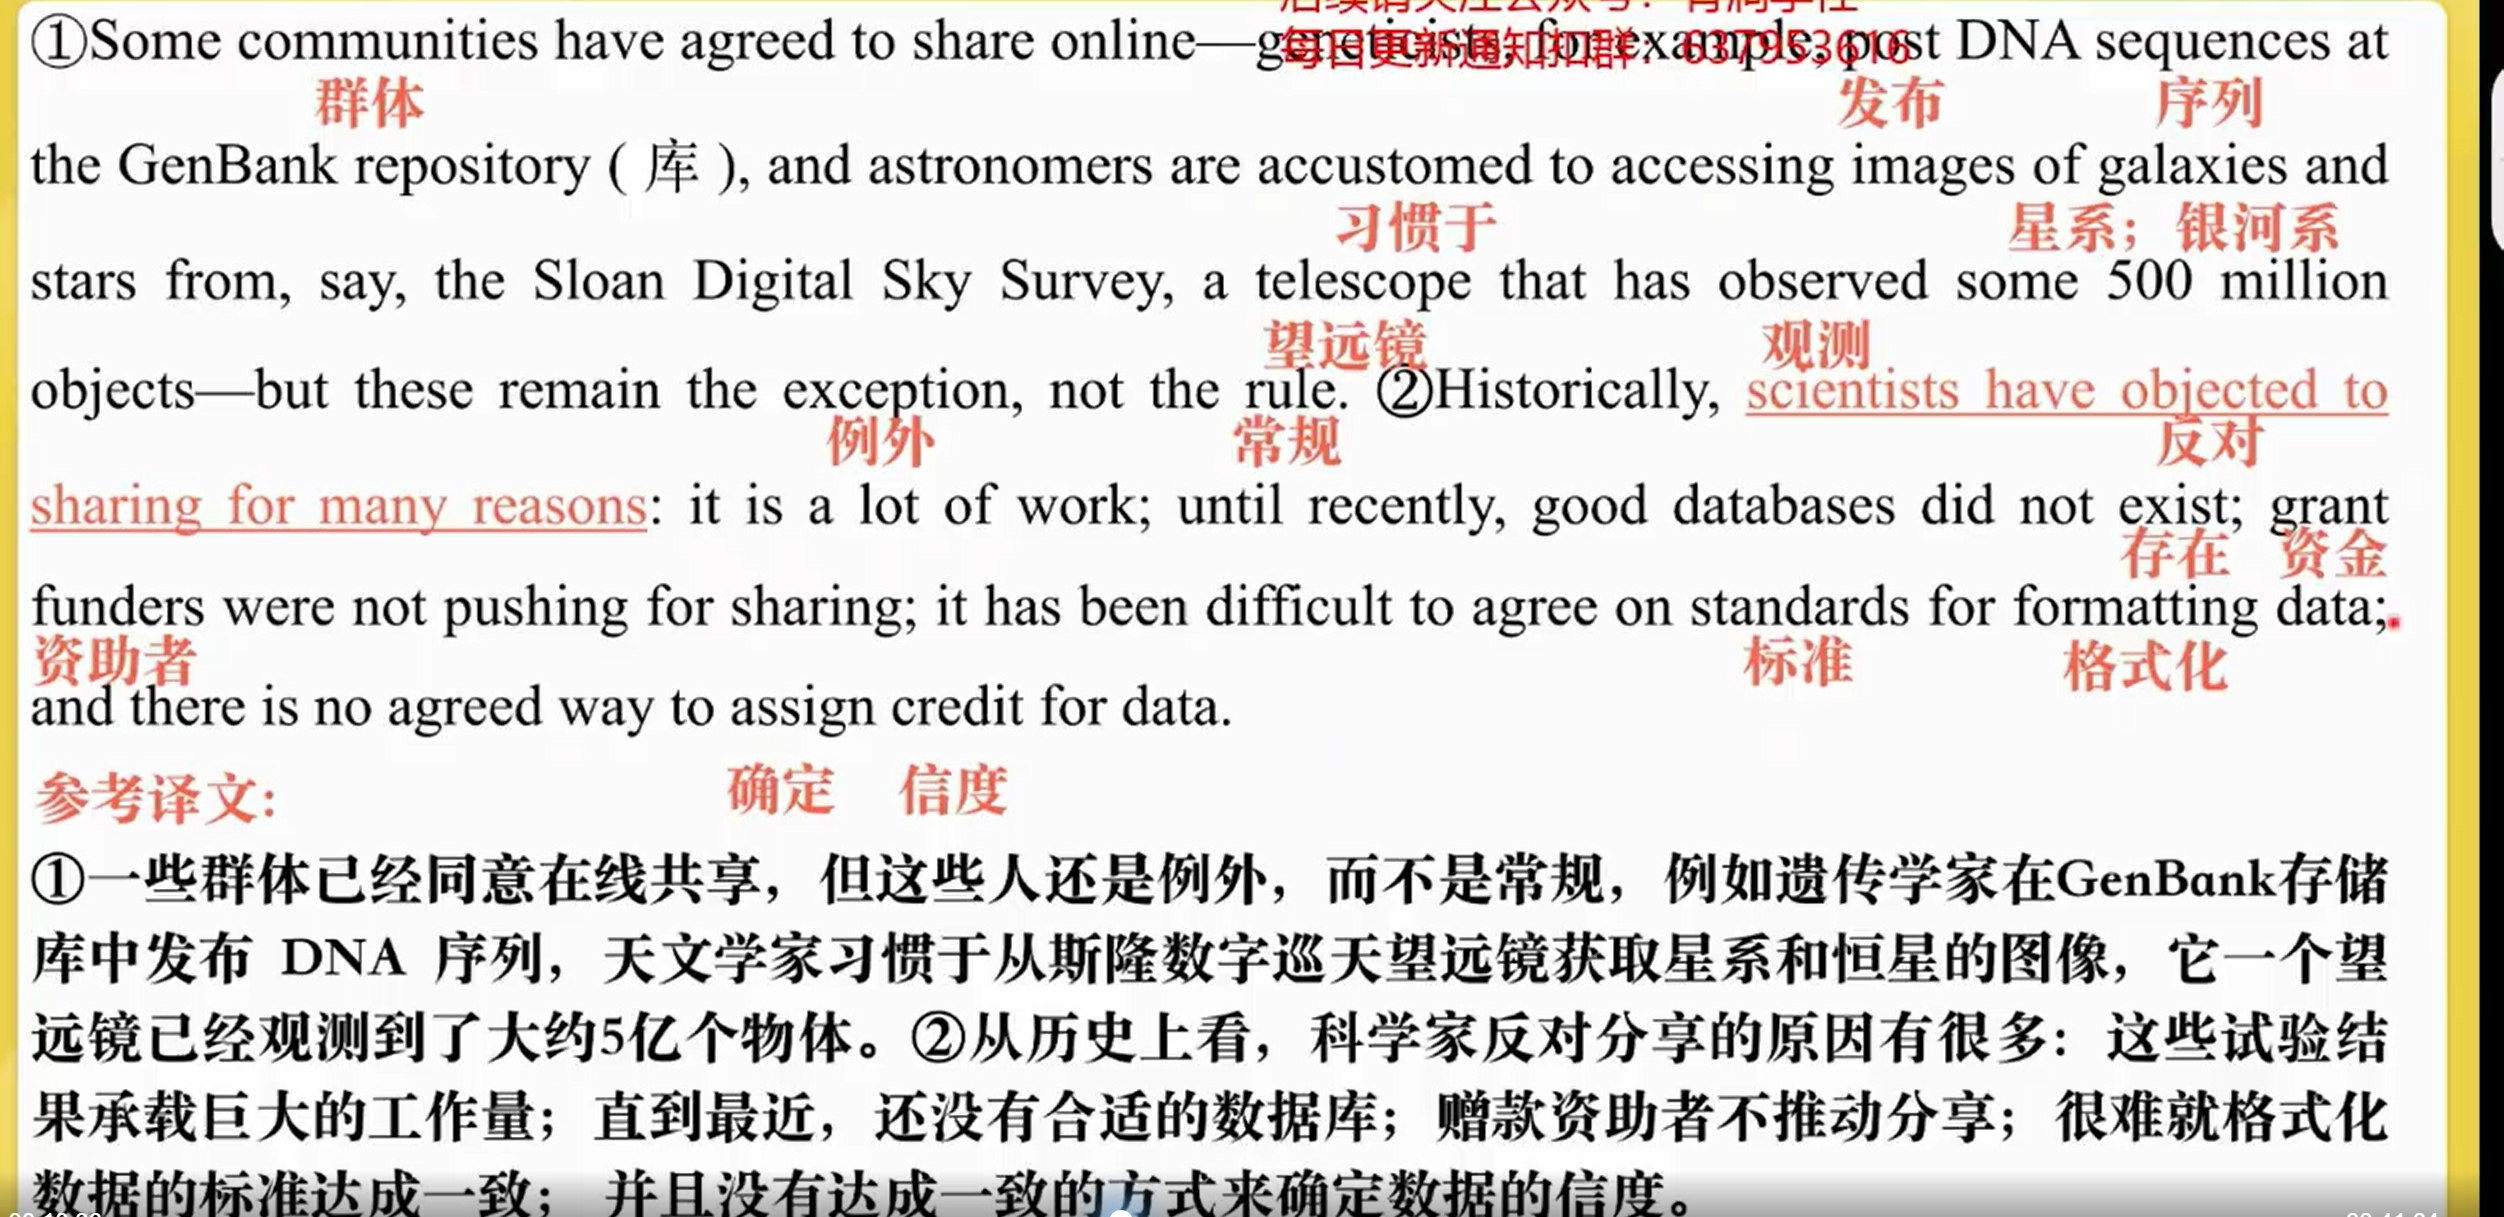 ①Some communities have agreed to share online—geneticists, for example, post DNA sequences at
每日更新通知扣群：637953616
群体 发布 序列
the GenBank repository ( 库 ), and astronomers are accustomed to accessing images of galaxies and
习惯于 星系；银河系
stars from, say, the Sloan Digital Sky Survey, a telescope that has observed some 500 million
望远镜 观测
objects—but these remain the exception, not the rule. ②Historically, scientists have objected to
例外 常规 反对
sharing for many reasons: it is a lot of work; until recently, good databases did not exist; grant
存在 资金
funders were not pushing for sharing; it has been difficult to agree on standards for formatting data;
资助者 标准 格式化
and there is no agreed way to assign credit for data.
确定 信度
参考译文:
①一些群体已经同意在线共享，但这些人还是例外，而不是常规，例如遗传学家在GenBank存储
库中发布 DNA 序列，天文学家习惯于从斯隆数字巡天望远镜获取星系和恒星的图像，它一个望
远镜已经观测到了大约5亿个物体。②从历史上看，科学家反对分享的原因有很多：这些试验结
果承载巨大的工作量；直到最近，还没有合适的数据库；赠款资助者不推动分享；很难就格式化
数据的标准达成一致； 并且没有达成一致的方式来确定数据的信度。